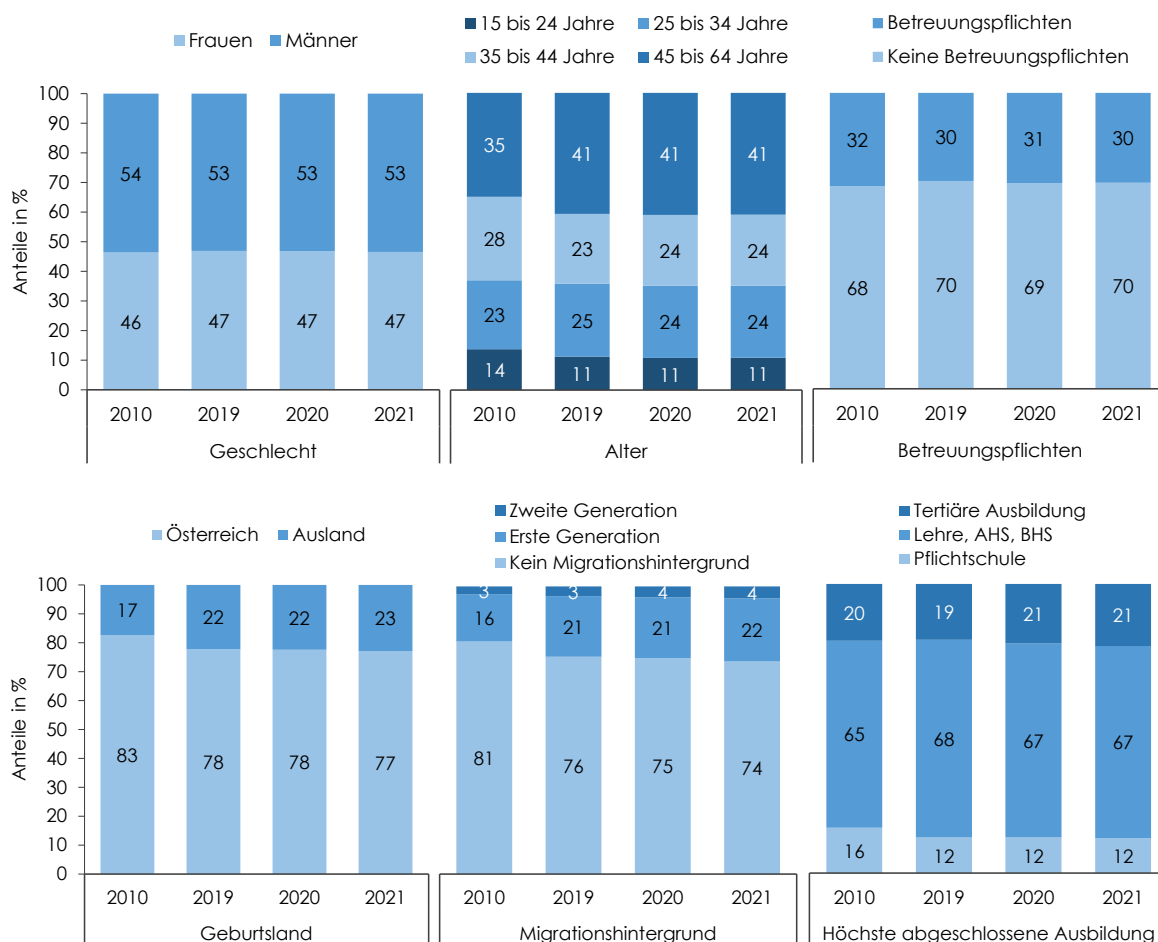 Frauen Männer
15 bis 24 Jahre 25 bis 34 Jahre
35 bis 44 Jahre 45 bis 64 Jahre
Betreuungspflichten
Keine Betreuungspflichten
Anteile in %
100
90
80
70
60
50
40
30
20
10
0
54 53 53 53
46 47 47 47
2010 2019 2020 2021
Geschlecht
35 41 41 41
28 23 24 24
23 25 24 24
14 11 11 11
2010 2019 2020 2021
Alter
32 30 31 30
68 70 69 70
2010 2019 2020 2021
Betreuungspflichten
Österreich Ausland
Zweite Generation
Erste Generation
Kein Migrationshintergrund
Tertiäre Ausbildung
Lehre, AHS, BHS
Pflichtschule
Anteile in %
100
90
80
70
60
50
40
30
20
10
0
17 22 22 23
83 78 78 77
2010 2019 2020 2021
Geburtsland
3 3 4 4
16 21 21 22
81 76 75 74
2010 2019 2020 2021
Migrationshintergrund
20 19 21 21
65 68 67 67
16 12 12 12
2010 2019 2020 2021
Höchste abgeschlossene Ausbildung